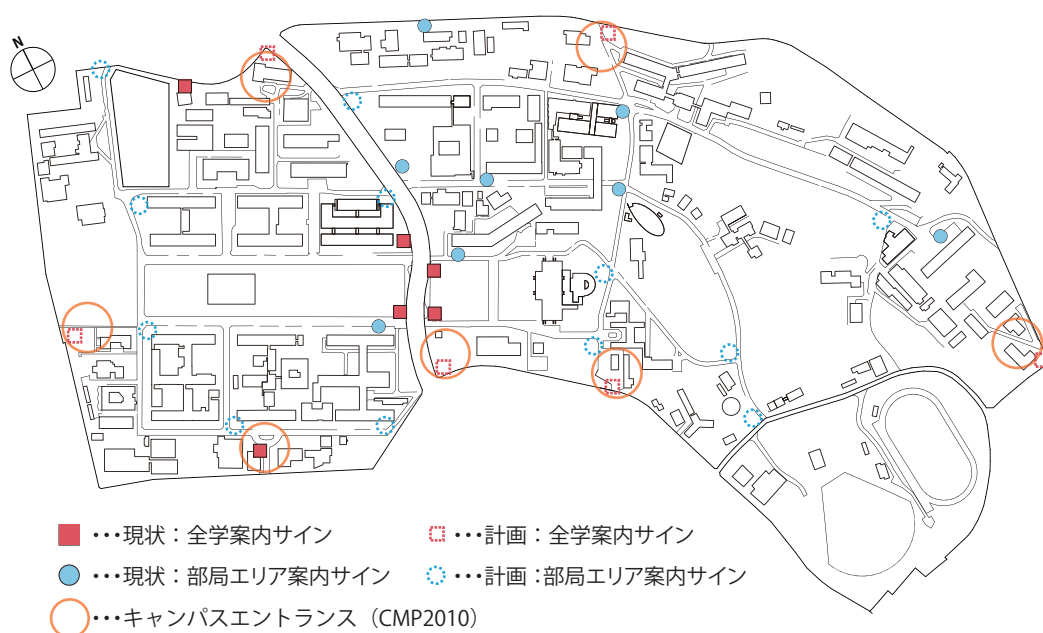 N
・・・現状：全学案内サイン
・・・計画：全学案内サイン
・・・現状：部局エリア案内サイン
・・・計画：部局エリア案内サイン
・・・キャンパスエントランス（CMP2010）